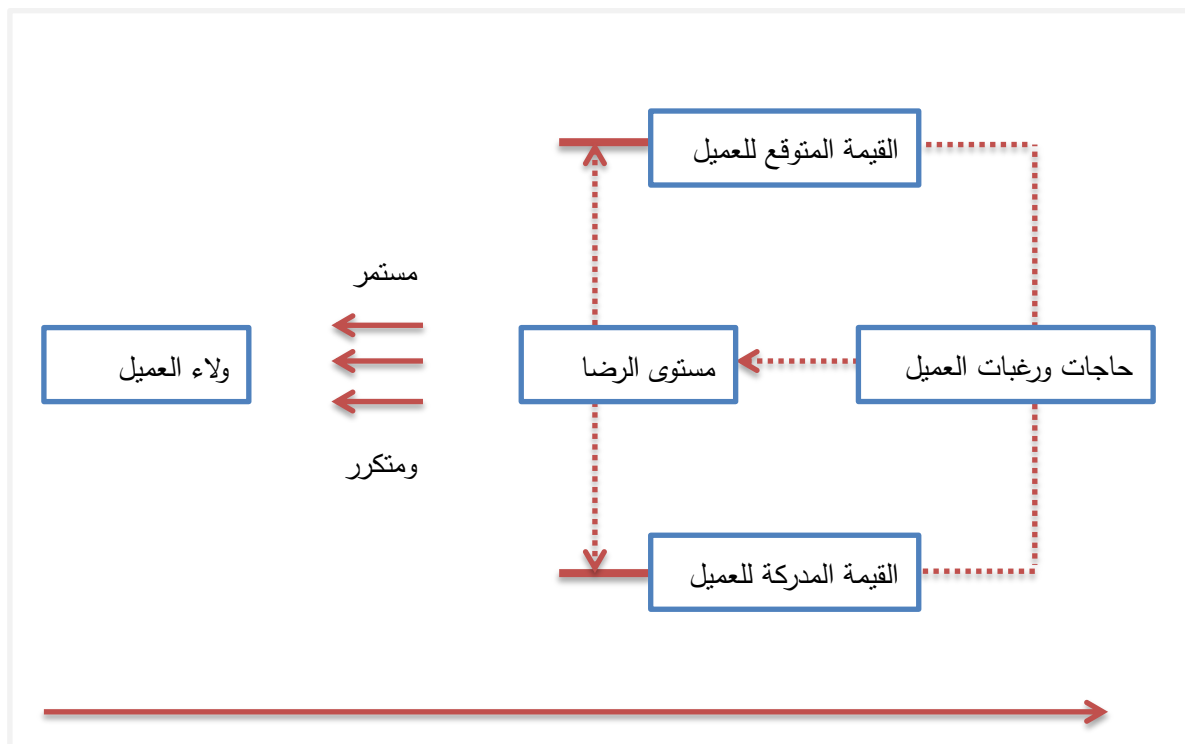 القيمة المتوقع للعميل
مستمر
حاجات ورغبات العميل
مستوى الرضا
ولاء العميل
ومتكرر
القيمة المدركة للعميل